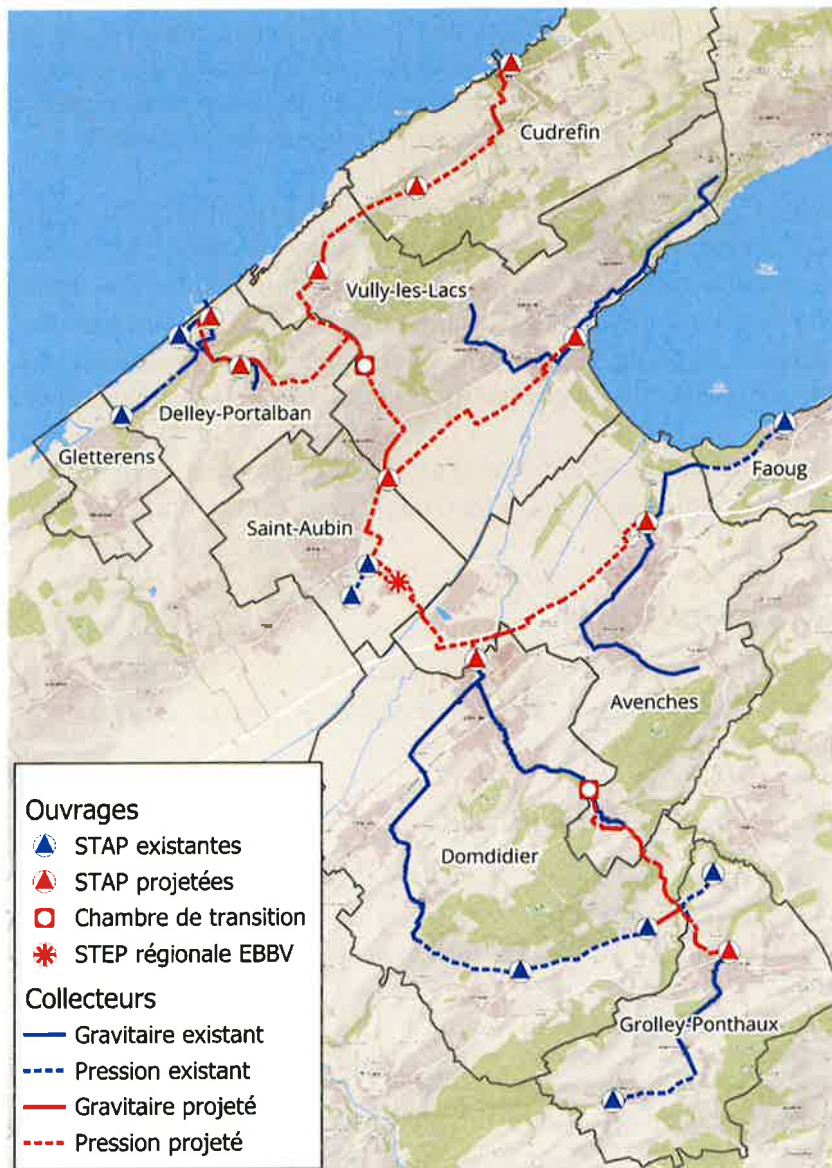 Cudrefin
Vully-les-Lacs
Delley-Portalban
Gletterens
Faoug
Saint-Aubin
Avenches
Domdidier
Grolley-Ponthaux
Ouvrages
STAP existantes
STAP projetées
Chambre de transition
STEP régionale EBBV
Collecteurs
Gravitaire existant
Pression existant
Gravitaire projeté
Pression projeté